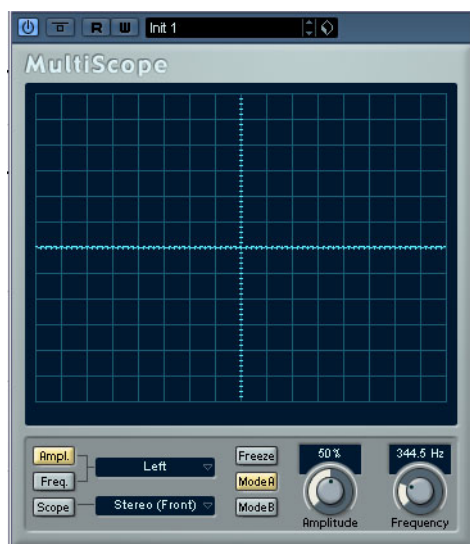 R W Init 1
MultiScope
Ampl. Left Freeze 50% 344.5 Hz
Freq. Mode A
Scope Stereo (Front) Mode B
Amplitude Frequency